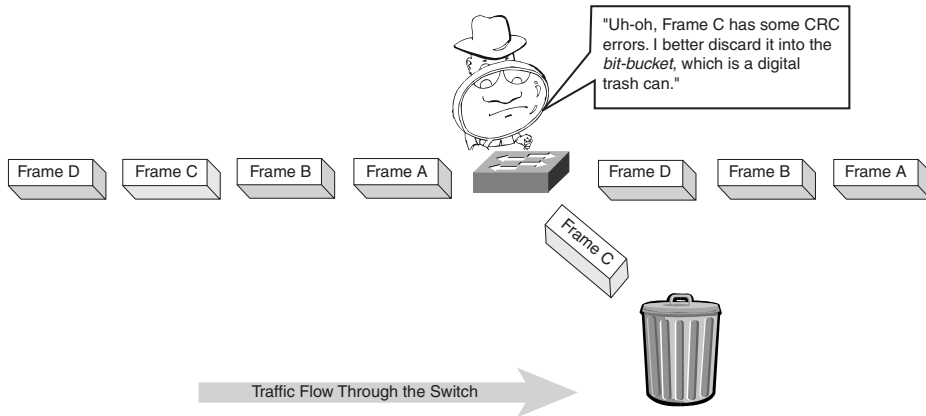 "Uh-oh, Frame C has some CRC
errors. I better discard it into the
bit-bucket, which is a digital
trash can."
Frame D
Frame C
Frame B
Frame A
Frame D
Frame B
Frame A
Frame C
Traffic Flow Through the Switch